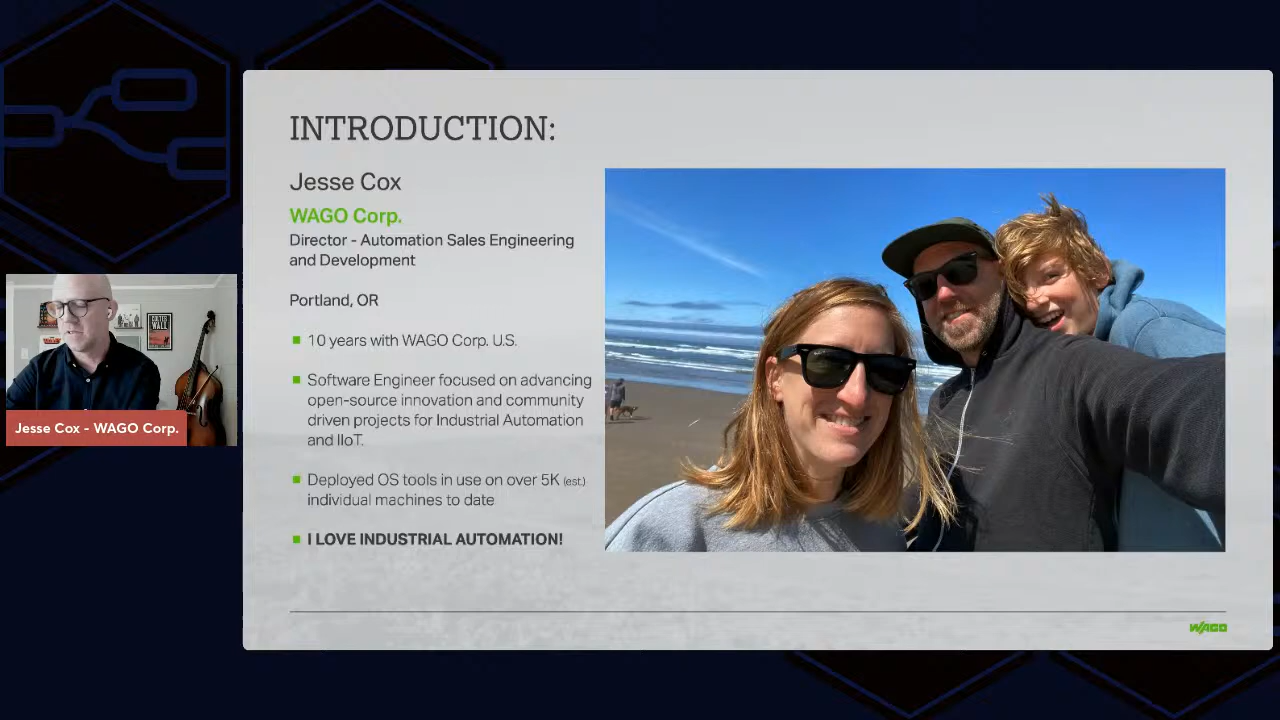 INTRODUCTION:
Jesse Cox
WAGO Corp.
Director - Automation Sales Engineering
and Development
Portland, OR
10 years with WAGO Corp. U.S.
Software Engineer focused on advancing
open-source innovation and community
driven projects for Industrial Automation
and IIoT.
Deployed OS tools in use on over 5K (est.)
individual machines to date
I LOVE INDUSTRIAL AUTOMATION!
WAGO
Jesse Cox - WAGO Corp.